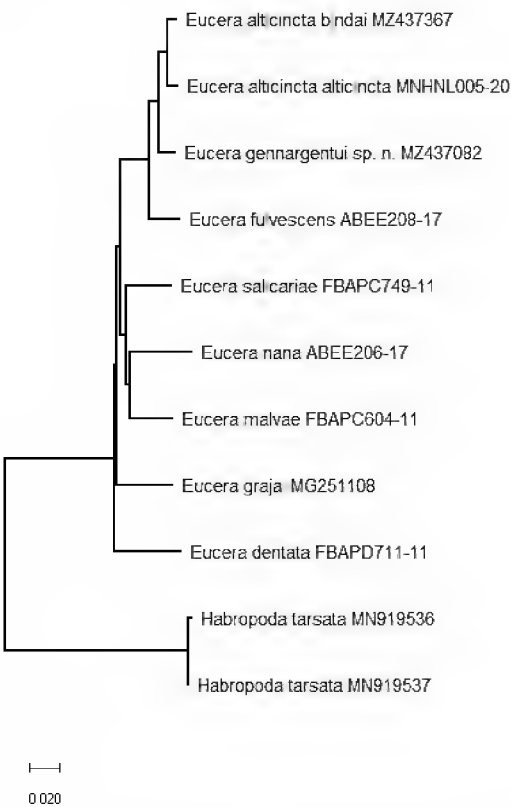 Eucera alticincta bindai MZ437367
Eucera alticincta alticincta MNHNL005-20
Eucera gennargentui sp. n. MZ437082
Eucera fulvescens ABEE208-17
Eucera salicariae FBAPC749-11
Eucera nana ABEE206-17
Eucera malvae FBAPC604-11
Eucera graja MG251108
Eucera dentata FBAPD711-11
Habropoda tarsata MN919536
Habropoda tarsata MN919537
0.020